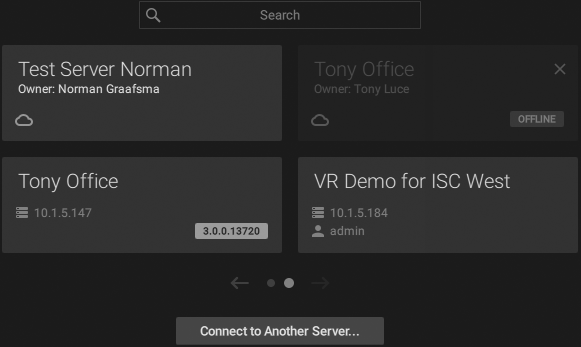 Search
Test Server Norman
Owner: Norman Graafsma
Tony Office
Owner: Tony Luce
OFFLINE
Tony Office
10.1.5.147
3.0.0.13720
VR Demo for ISC West
10.1.5.184
admin
Connect to Another Server...